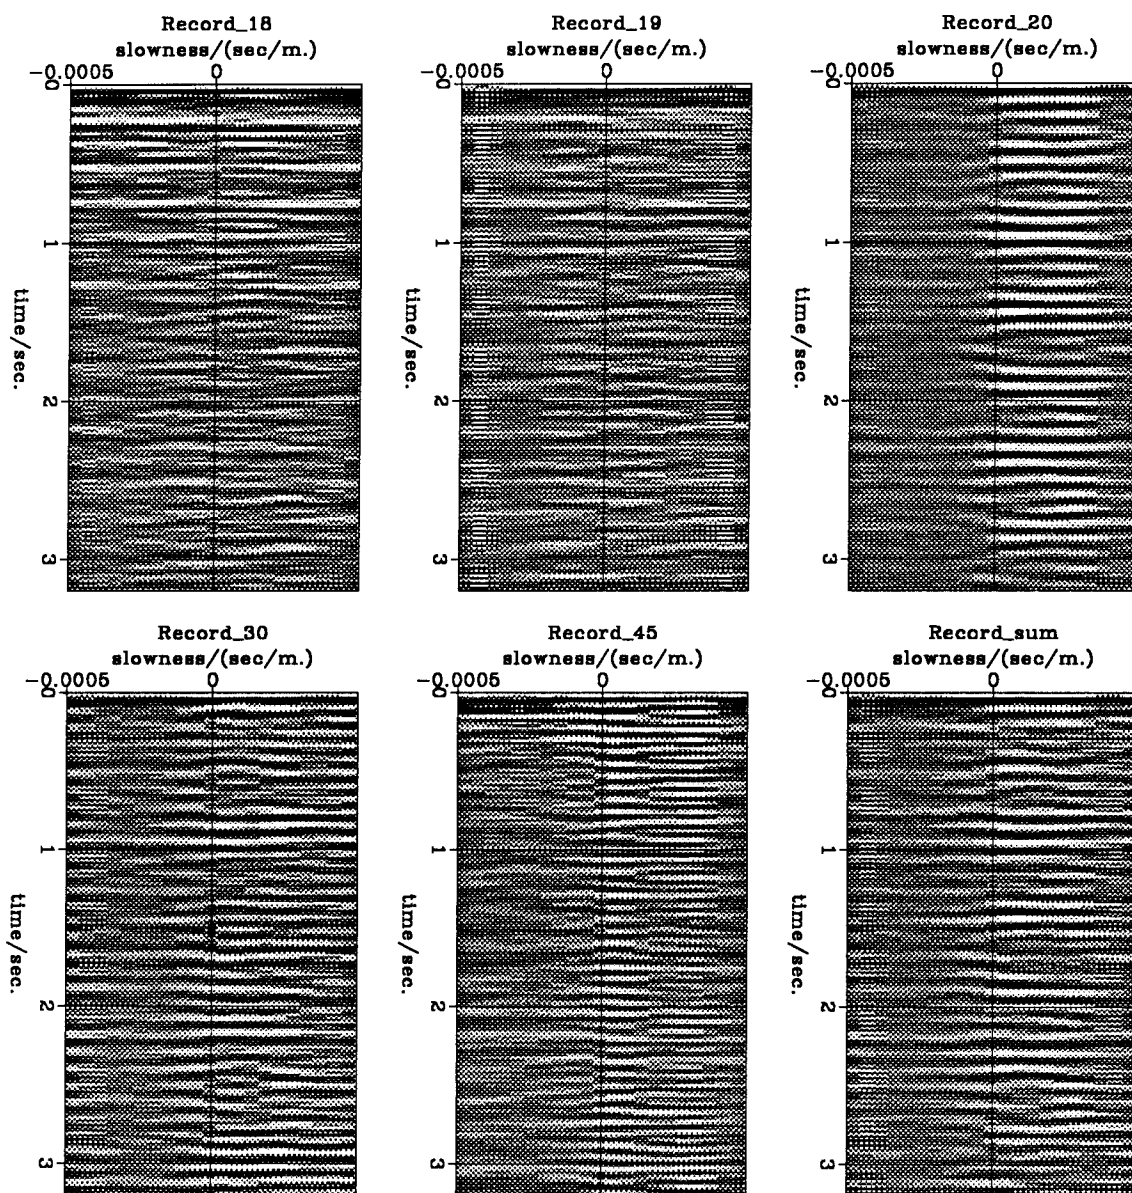 Record_18
slowness/(sec/m.)
-0.0005 0
0
1
2
3
time/sec.
Record_19
slowness/(sec/m.)
-0.0005 0
0
1
2
3
time/sec.
Record_20
slowness/(sec/m.)
-0.0005 0
0
1
2
3
time/sec.
Record_30
slowness/(sec/m.)
-0.0005 0
0
1
2
3
time/sec.
Record_45
slowness/(sec/m.)
-0.0005 0
0
1
2
3
time/sec.
Record_sum
slowness/(sec/m.)
-0.0005 0
0
1
2
3
time/sec.